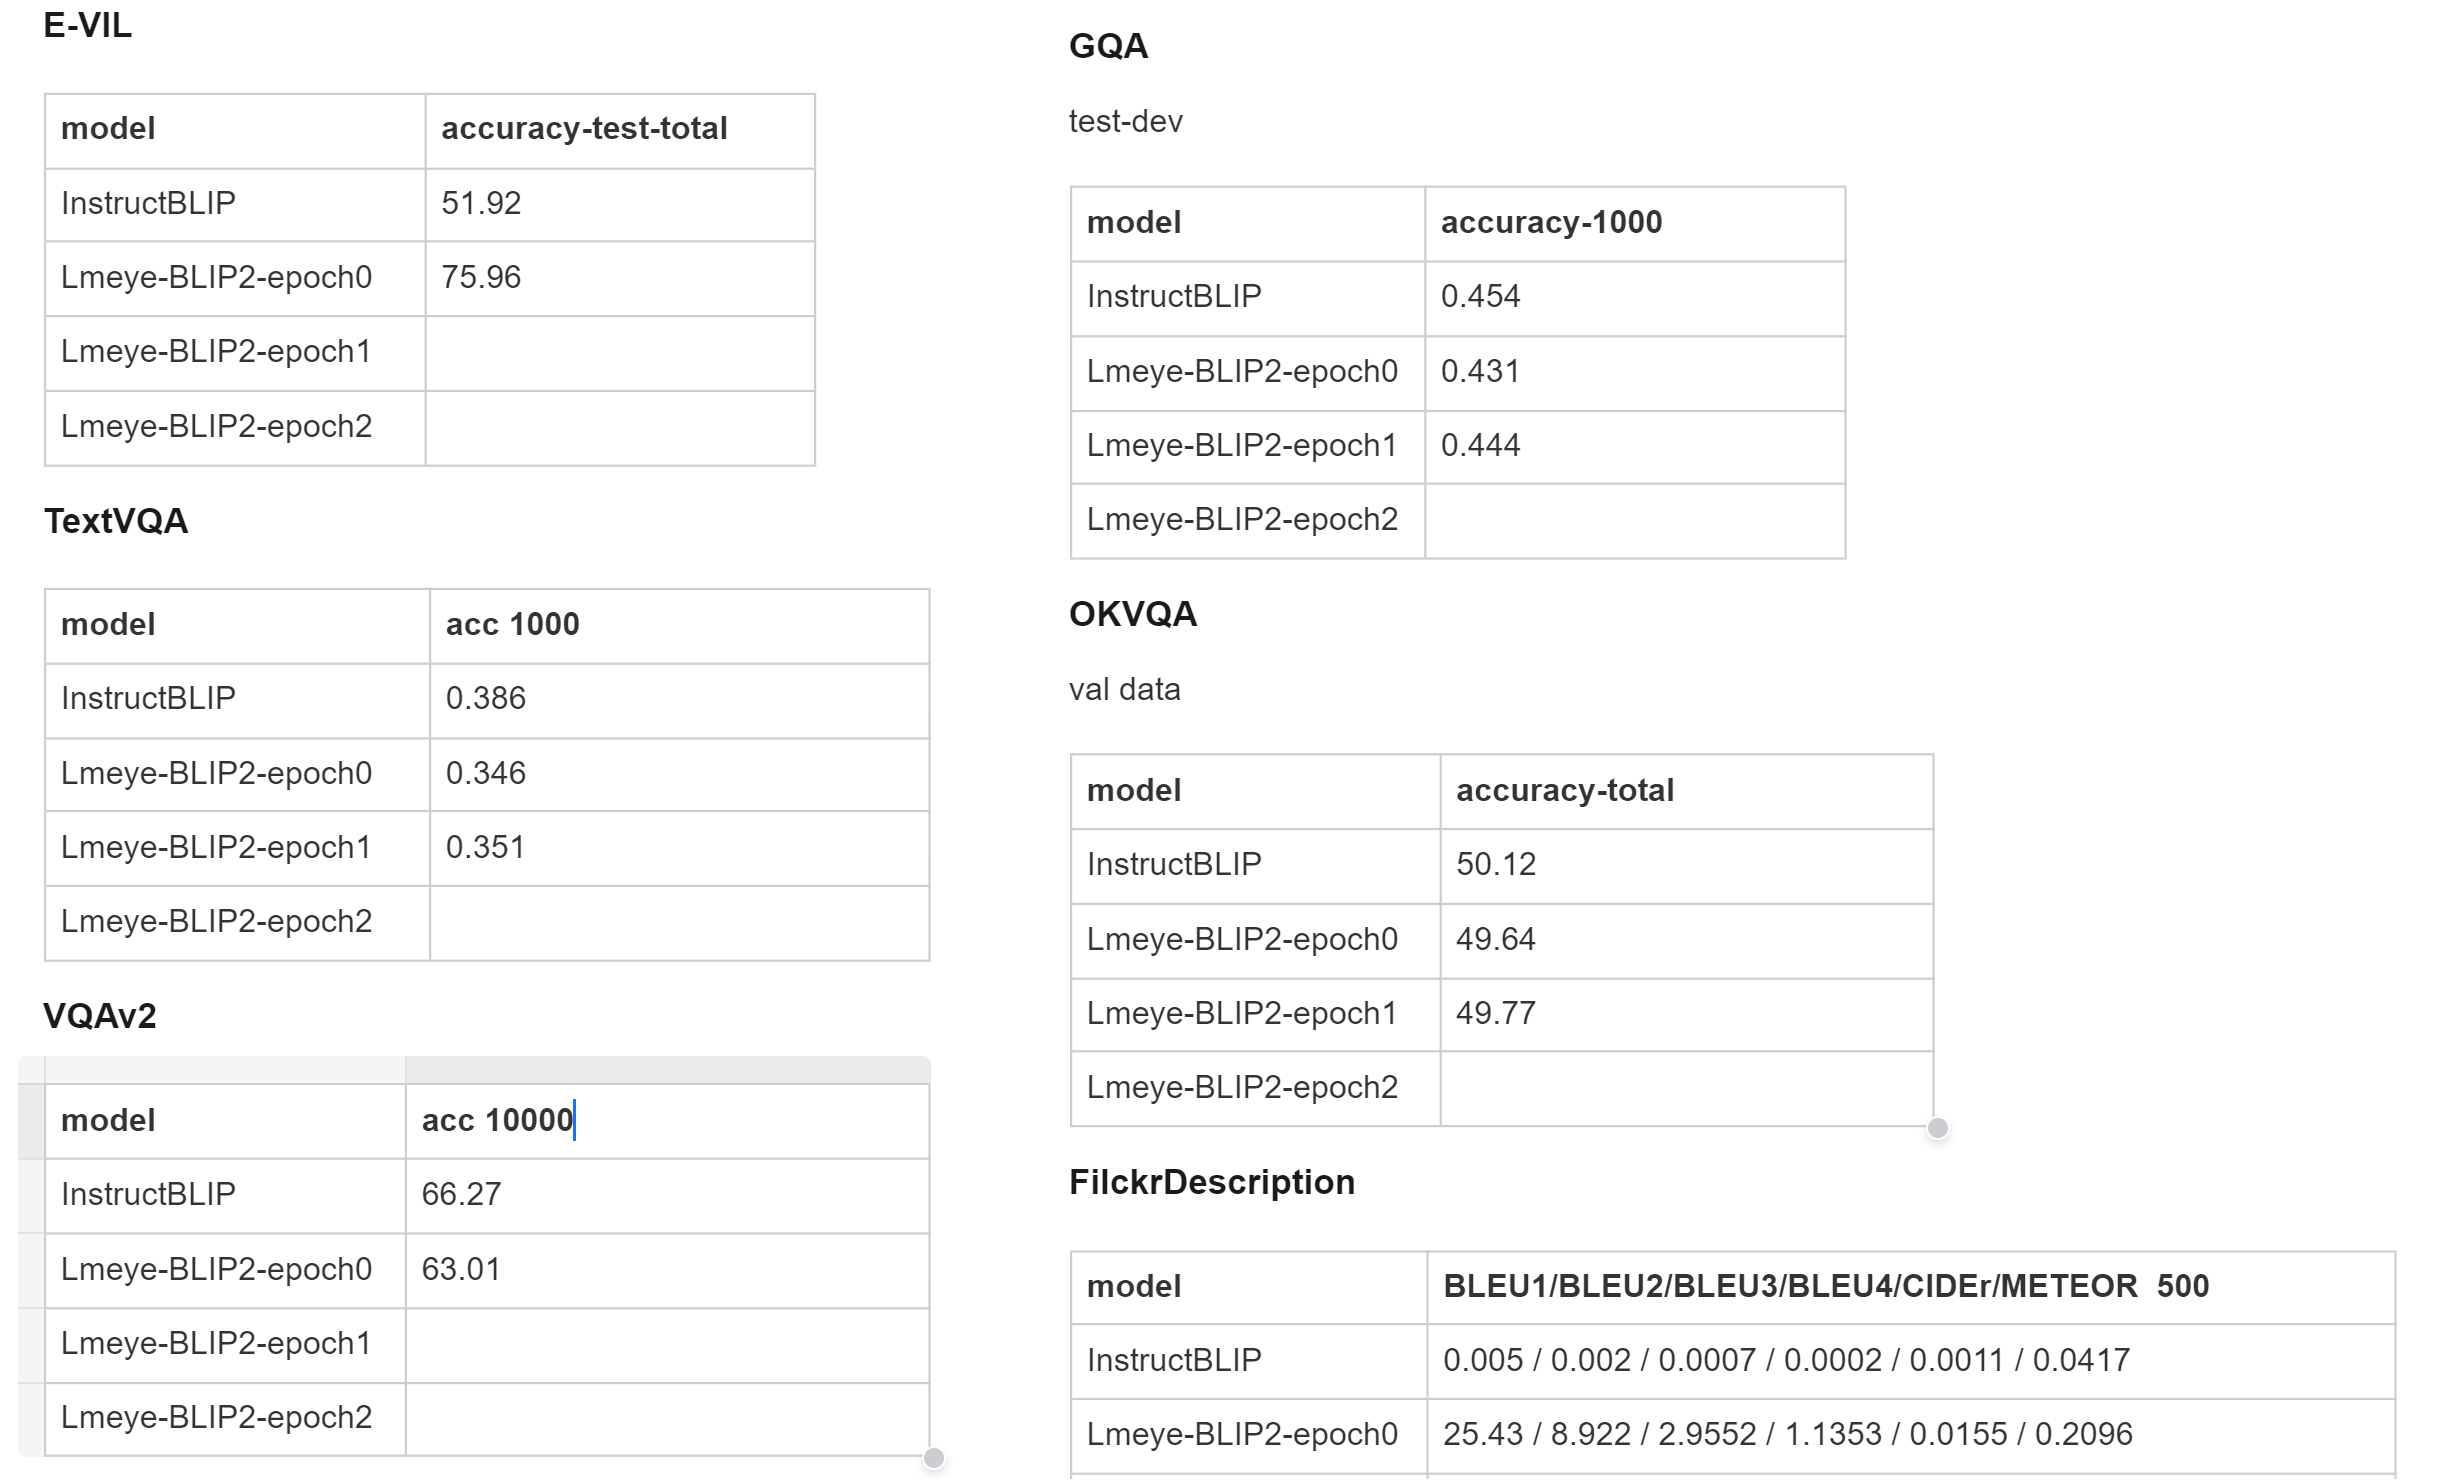 E-VIL
model accuracy-test-total
InstructBLIP 51.92
Lmeye-BLIP2-epoch0 75.96
Lmeye-BLIP2-epoch1
Lmeye-BLIP2-epoch2
TextVQA
model acc 1000
InstructBLIP 0.386
Lmeye-BLIP2-epoch0 0.346
Lmeye-BLIP2-epoch1 0.351
Lmeye-BLIP2-epoch2
VQAv2
model acc 10000
InstructBLIP 66.27
Lmeye-BLIP2-epoch0 63.01
Lmeye-BLIP2-epoch1
Lmeye-BLIP2-epoch2
GQA
test-dev
model accuracy-1000
InstructBLIP 0.454
Lmeye-BLIP2-epoch0 0.431
Lmeye-BLIP2-epoch1 0.444
Lmeye-BLIP2-epoch2
OKVQA
val data
model accuracy-total
InstructBLIP 50.12
Lmeye-BLIP2-epoch0 49.64
Lmeye-BLIP2-epoch1 49.77
Lmeye-BLIP2-epoch2
FilckrDescription
model BLEU1/BLEU2/BLEU3/BLEU4/CIDEr/METEOR 500
InstructBLIP 0.005 / 0.002 / 0.0007 / 0.0002 / 0.0011 / 0.0417
Lmeye-BLIP2-epoch0 25.43 / 8.922 / 2.9552 / 1.1353 / 0.0155 / 0.2096